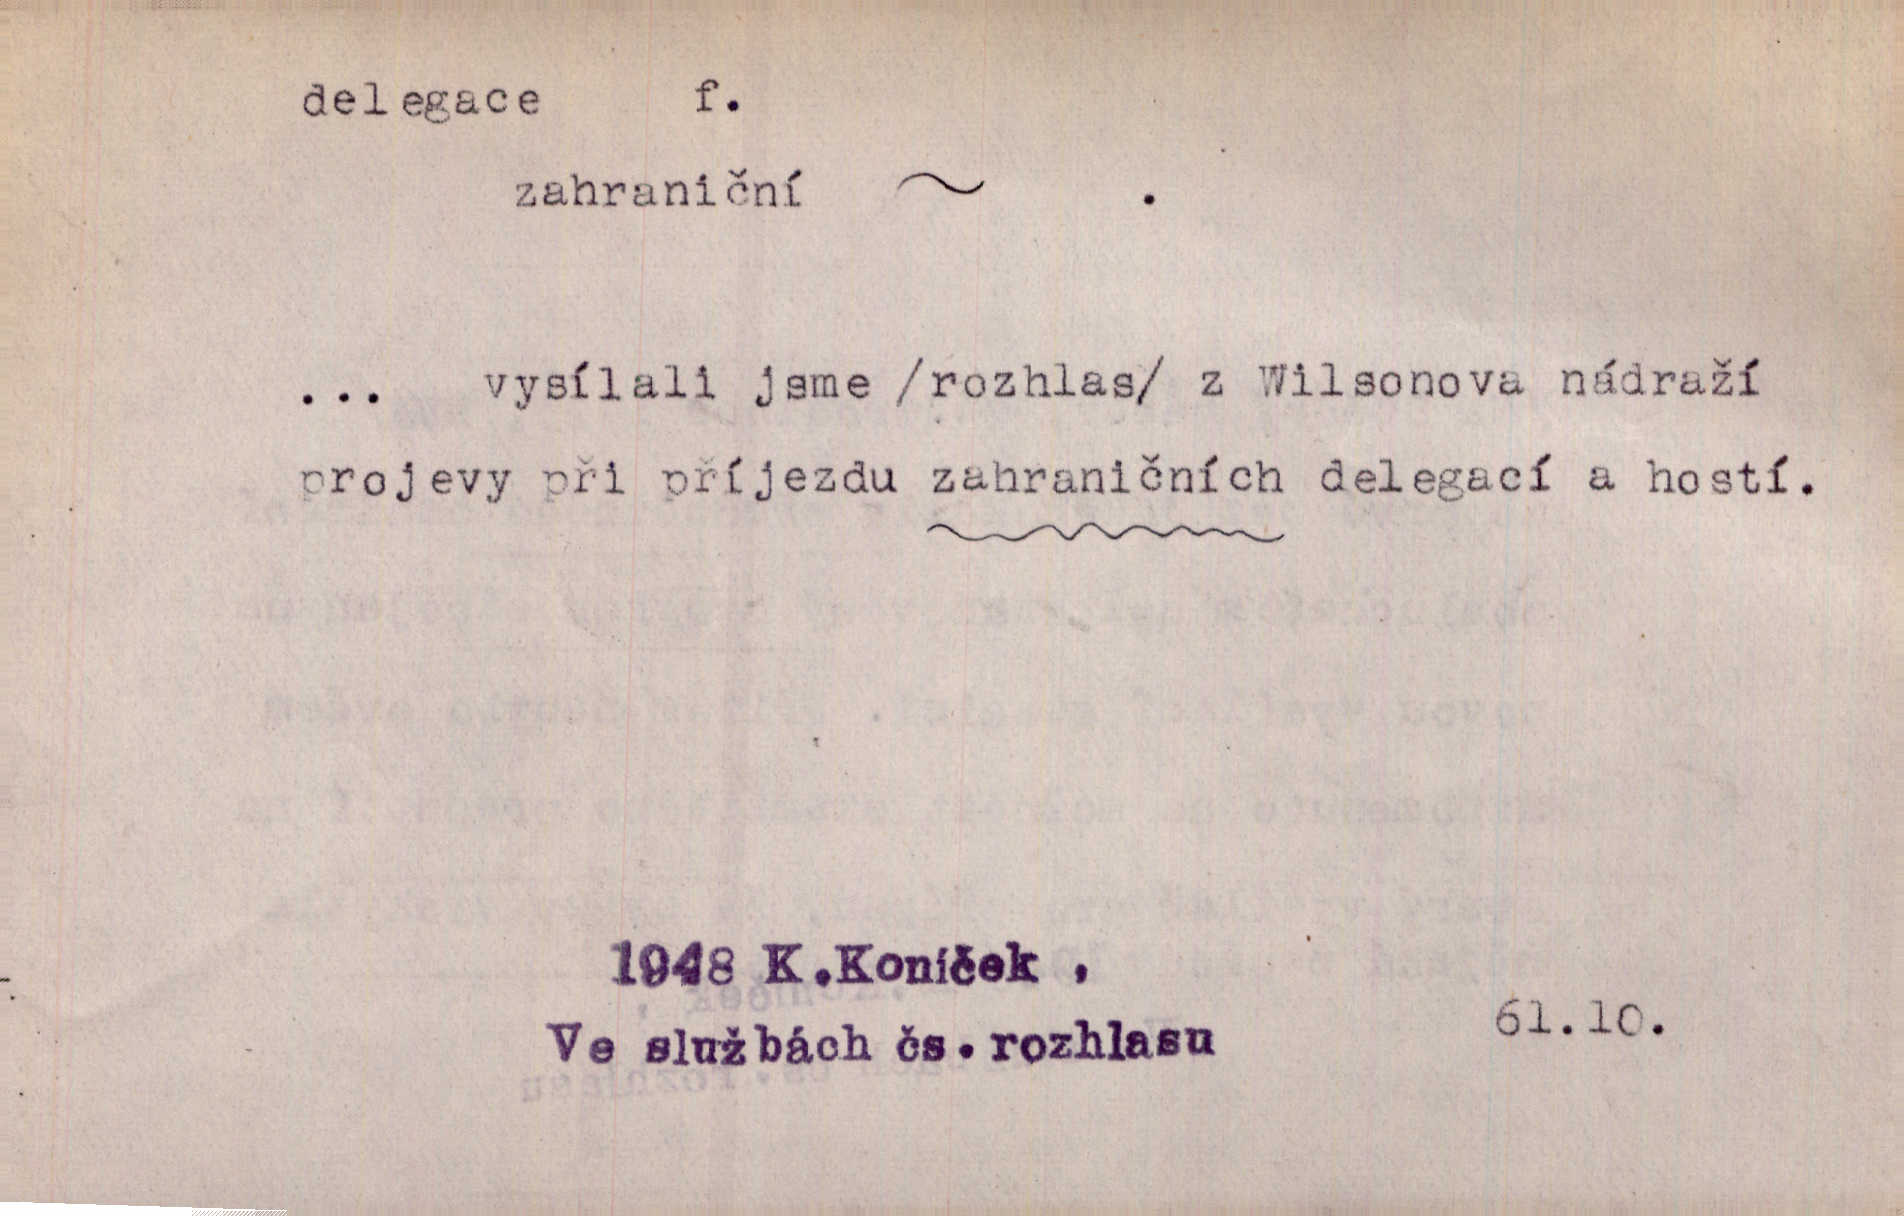 delegace f.
zahraniční ~ .
... vysílali jsme /rozhlas/ z Wilsonova nádraží
projevy při příjezdu zahraničních delegací a hostí.
1948 K.Koníček ,
Ve službách čs.rozhlasu
61.10.